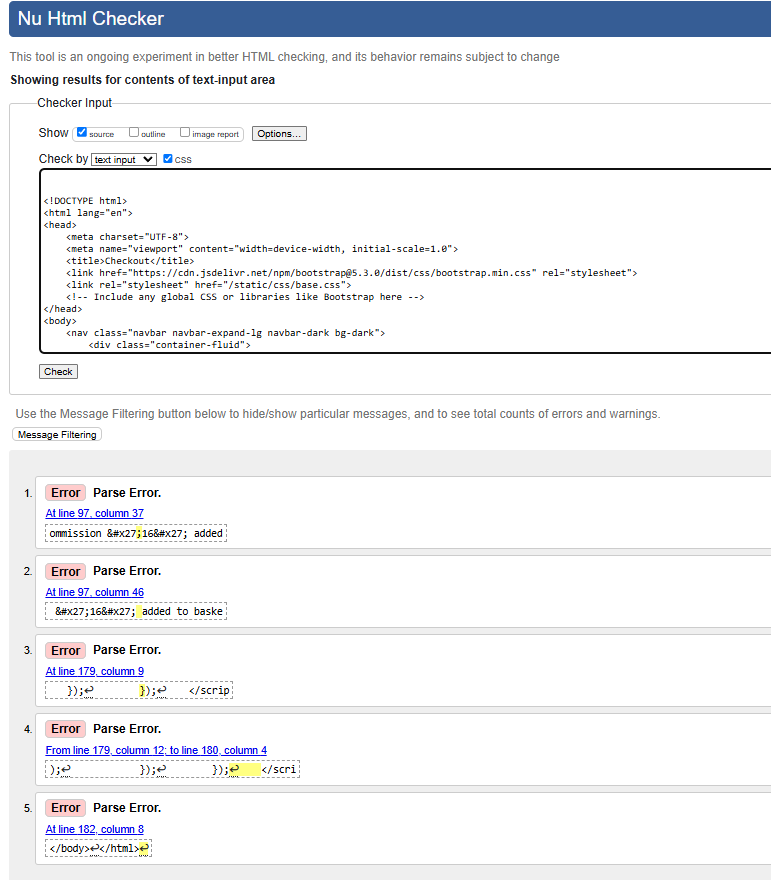 Nu Html Checker
This tool is an ongoing experiment in better HTML checking, and its behavior remains subject to change
Showing results for contents of text-input area
Checker Input
Show source outline image report Options...
Check by text input css
<!DOCTYPE html>
<html lang="en">
<head>
    <meta charset="UTF-8">
    <meta name="viewport" content="width=device-width, initial-scale=1.0">
    <title>Checkout</title>
    <link href="https://cdn.jsdelivr.net/npm/bootstrap@5.3.0/dist/css/bootstrap.min.css" rel="stylesheet">
    <link rel="stylesheet" href="/static/css/base.css">
    <!-- Include any global CSS or libraries like Bootstrap here -->
</head>
<body>
    <nav class="navbar navbar-expand-lg navbar-dark bg-dark">
        <div class="container-fluid">
Check
Use the Message Filtering button below to hide/show particular messages, and to see total counts of errors and warnings.
Message Filtering
1. Error Parse Error.
At line 97, column 37
ommission &#x27;16&#x27; added
2. Error Parse Error.
At line 97, column 46
&#x27;16&#x27; added to baske
3. Error Parse Error.
At line 179, column 9
});↩ });↩ </scrip
4. Error Parse Error.
From line 179, column 12; to line 180, column 4
);↩ });↩ });↩ </scri
5. Error Parse Error.
At line 182, column 8
</body>↩</html>↩